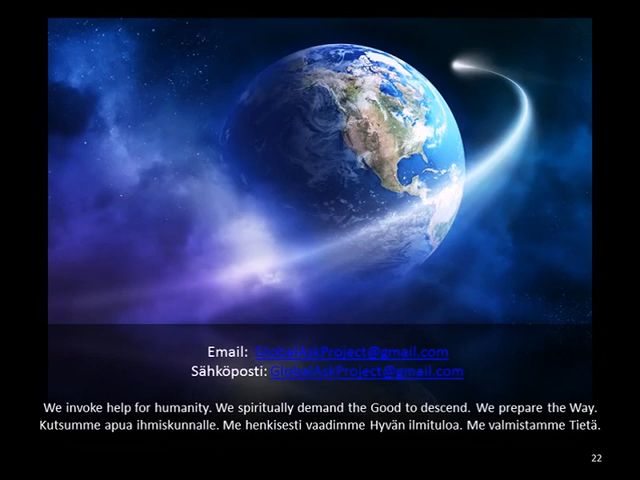 Email: GlobalAskProject@gmail.com
Sähköposti: GlobalAskProject@gmail.com
We invoke help for humanity. We spiritually demand the Good to descend. We prepare the Way.
Kutsumme apua ihmiskunnalle. Me henkisesti vaadimme Hyvän ilmituloa. Me valmistamme Tietä.
22